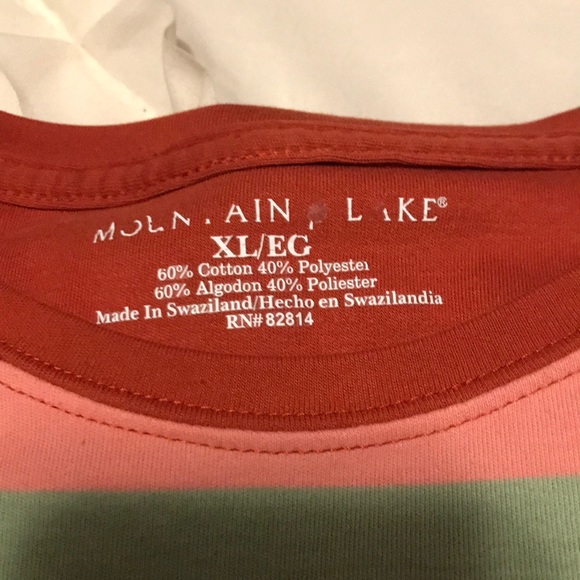 MOUNTAIN LAKE®
XL/EG
60% Cotton 40% Polyester
60% Algodon 40% Poliester
Made In Swaziland/Hecho en Swazilandia
RN# 82814